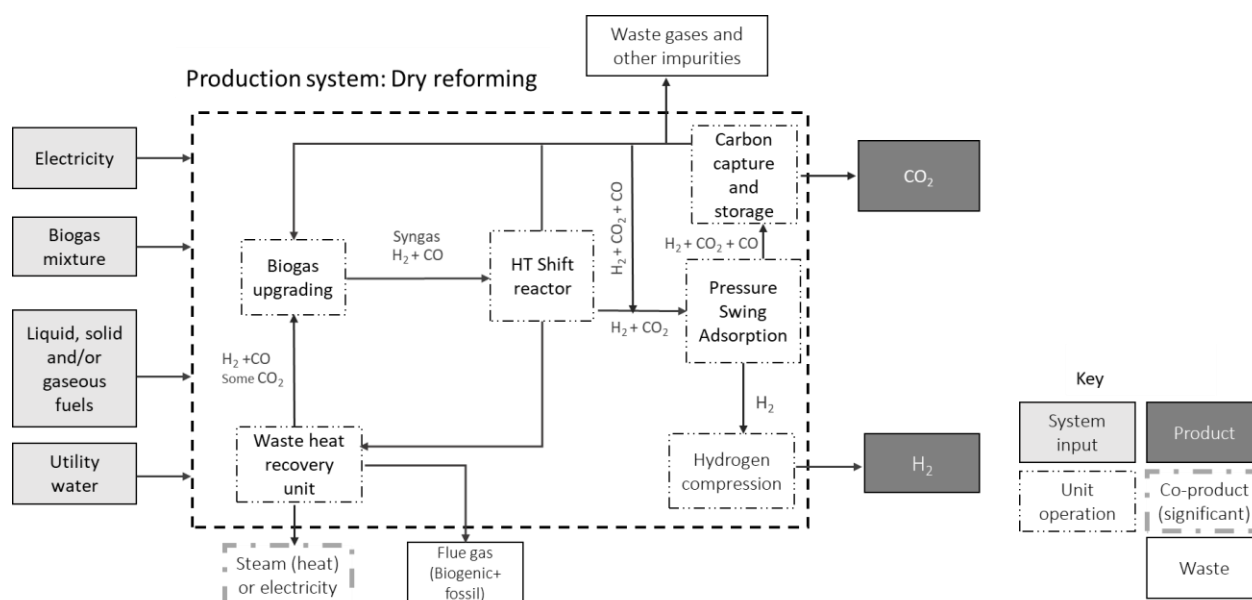 Waste gases and
other impurities
Production system: Dry reforming
Electricity
Biogas
mixture
Liquid, solid
and/or
gaseous
fuels
Utility
water
Carbon
capture
and
storage
CO₂
Syngas
H₂ + CO
H₂ + CO₂ + CO
H₂ + CO₂ + CO
Biogas
upgrading
HT Shift
reactor
H₂ + CO₂
Pressure
Swing
Adsorption
H₂ +CO
Some CO₂
H₂
Waste heat
recovery
unit
Hydrogen
compression
H₂
Steam (heat)
or electricity
Flue gas
(Biogenic+
fossil)
Key
System
input
Product
Unit
operation
Co-product
(significant)
Waste